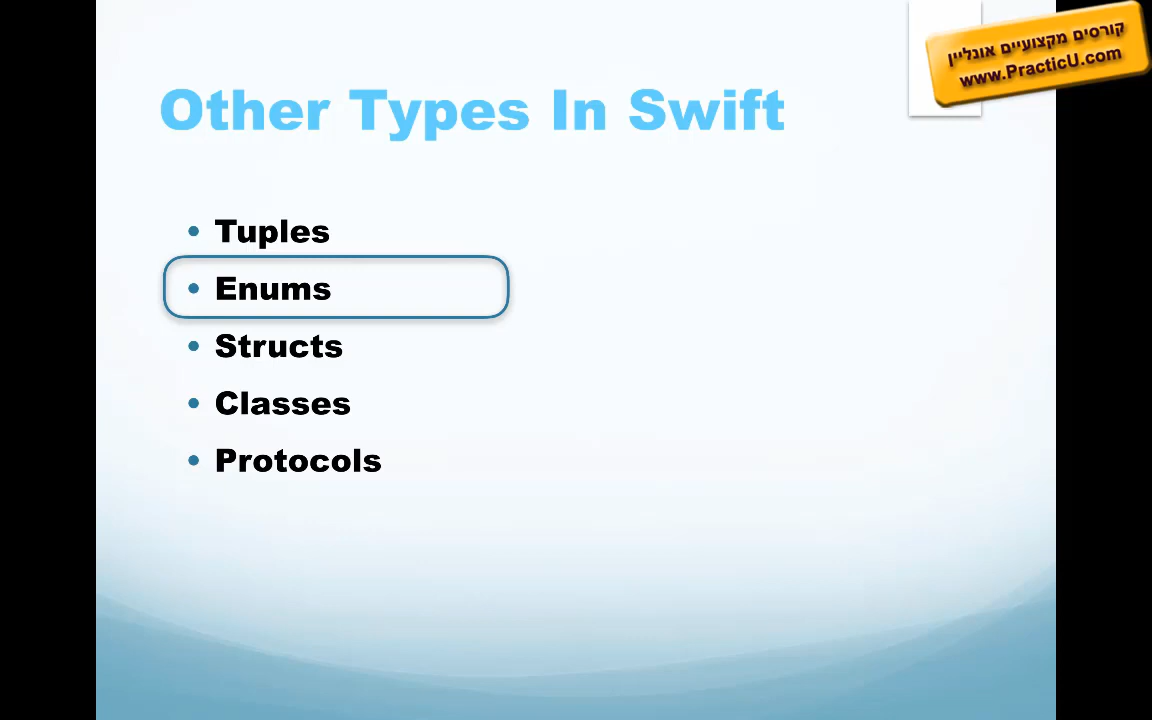 Other Types In Swift
קורסים מקצועיים אונליין
www.PracticU.com
• Tuples
• Enums
• Structs
• Classes
• Protocols